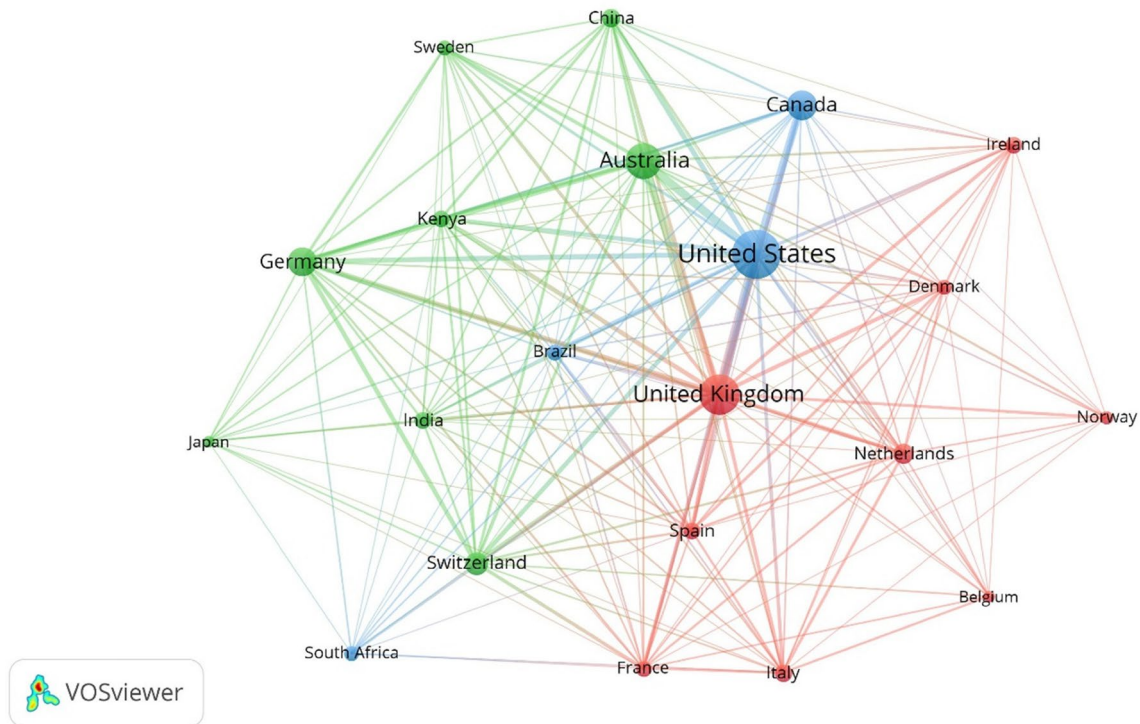 China
Sweden
Canada
Ireland
Australia
Kenya
United States
Germany
Denmark
Brazil
United Kingdom
Norway
India
Japan
Netherlands
Spain
Switzerland
Belgium
South Africa
France
Italy
VOSviewer